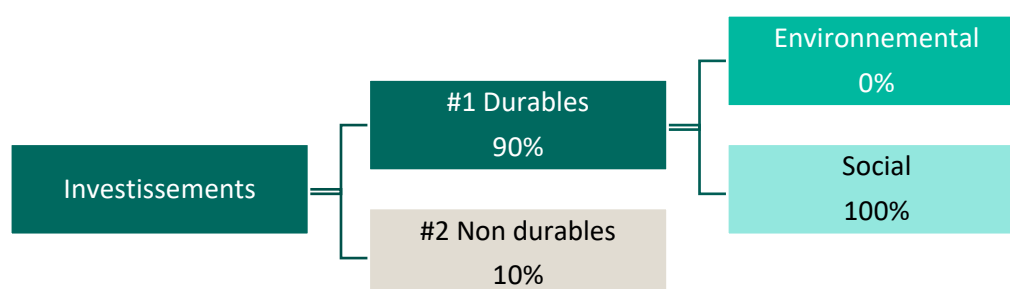 Investissements
#1 Durables
90%
#2 Non durables
10%
Environnemental
0%
Social
100%